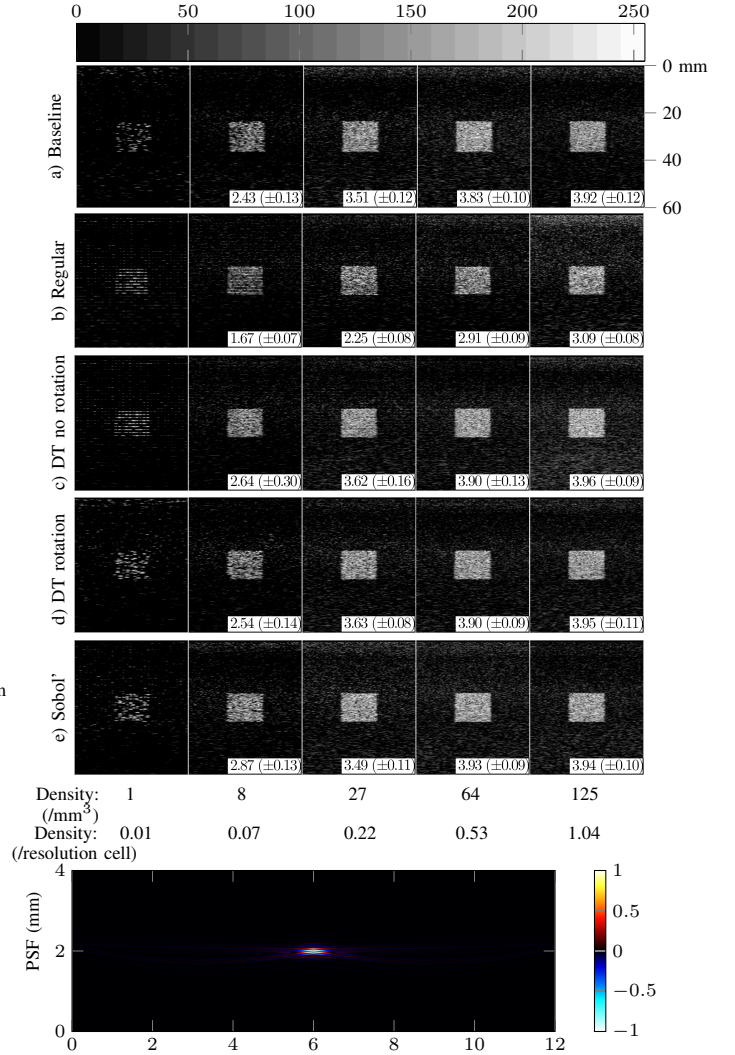 0 50 100 150 200 250
0 mm
20
40
60
a) Baseline
2.43 (±0.13) 3.51 (±0.12) 3.83 (±0.10) 3.92 (±0.12)
b) Regular
1.67 (±0.07) 2.25 (±0.08) 2.91 (±0.09) 3.09 (±0.08)
c) DT no rotation
2.64 (±0.30) 3.62 (±0.16) 3.90 (±0.13) 3.96 (±0.09)
d) DT rotation
2.54 (±0.14) 3.63 (±0.08) 3.90 (±0.09) 3.95 (±0.11)
n
e) Sobol’
2.87 (±0.13) 3.49 (±0.11) 3.93 (±0.09) 3.94 (±0.10)
Density: 1 8 27 64 125
(/mm³)
Density: 0.01 0.07 0.22 0.53 1.04
(/resolution cell)
PSF (mm)
4
2
0
0 2 4 6 8 10 12
1
0.5
0
−0.5
−1